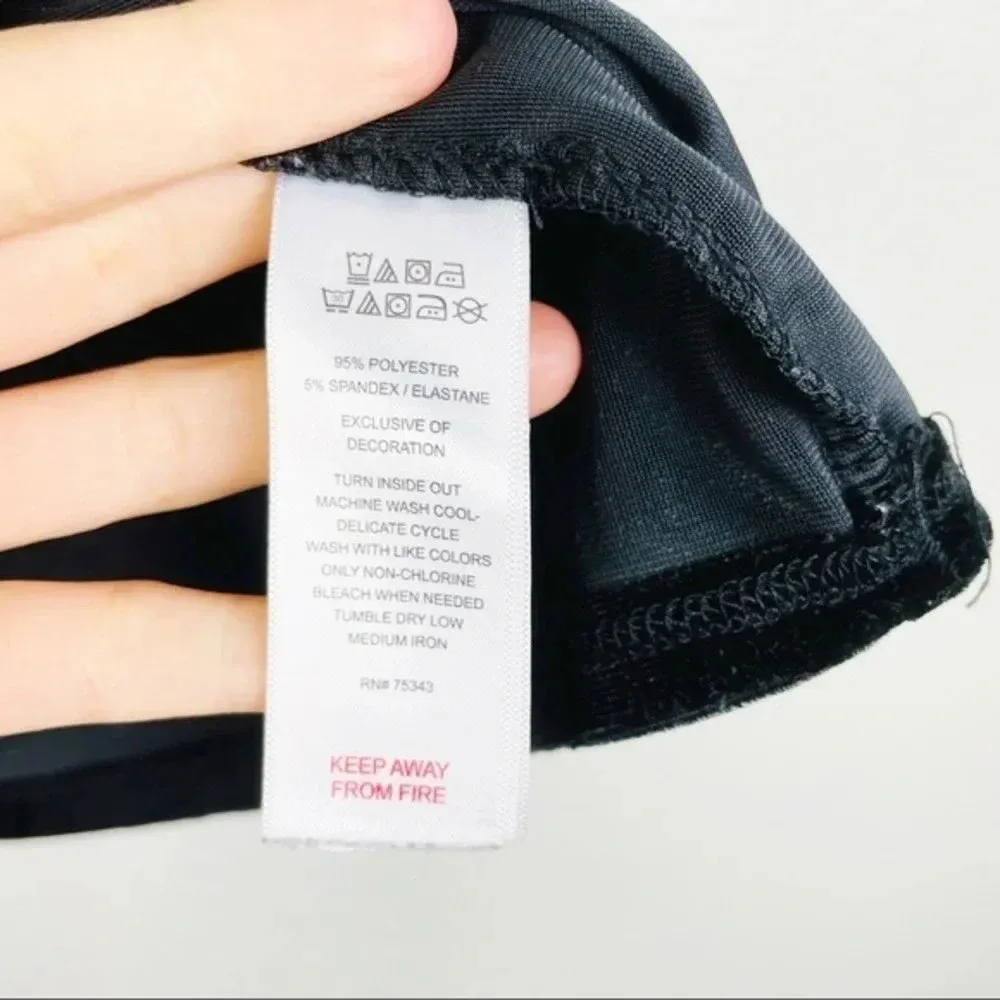 30
95% POLYESTER
5% SPANDEX / ELASTANE
EXCLUSIVE OF
DECORATION
TURN INSIDE OUT
MACHINE WASH COOL-
DELICATE CYCLE
WASH WITH LIKE COLORS
ONLY NON-CHLORINE
BLEACH WHEN NEEDED
TUMBLE DRY LOW
MEDIUM IRON
RN# 75343
KEEP AWAY
FROM FIRE